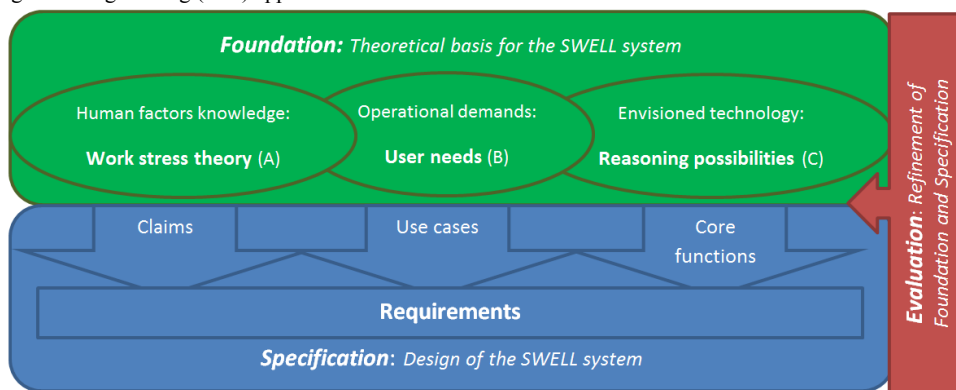 Foundation: Theoretical basis for the SWELL system
Human factors knowledge:
Work stress theory (A)
Operational demands:
User needs (B)
Envisioned technology:
Reasoning possibilities (C)
Claims
Use cases
Core
functions
Requirements
Specification: Design of the SWELL system
Evaluation: Refinement of
Foundation and Specification